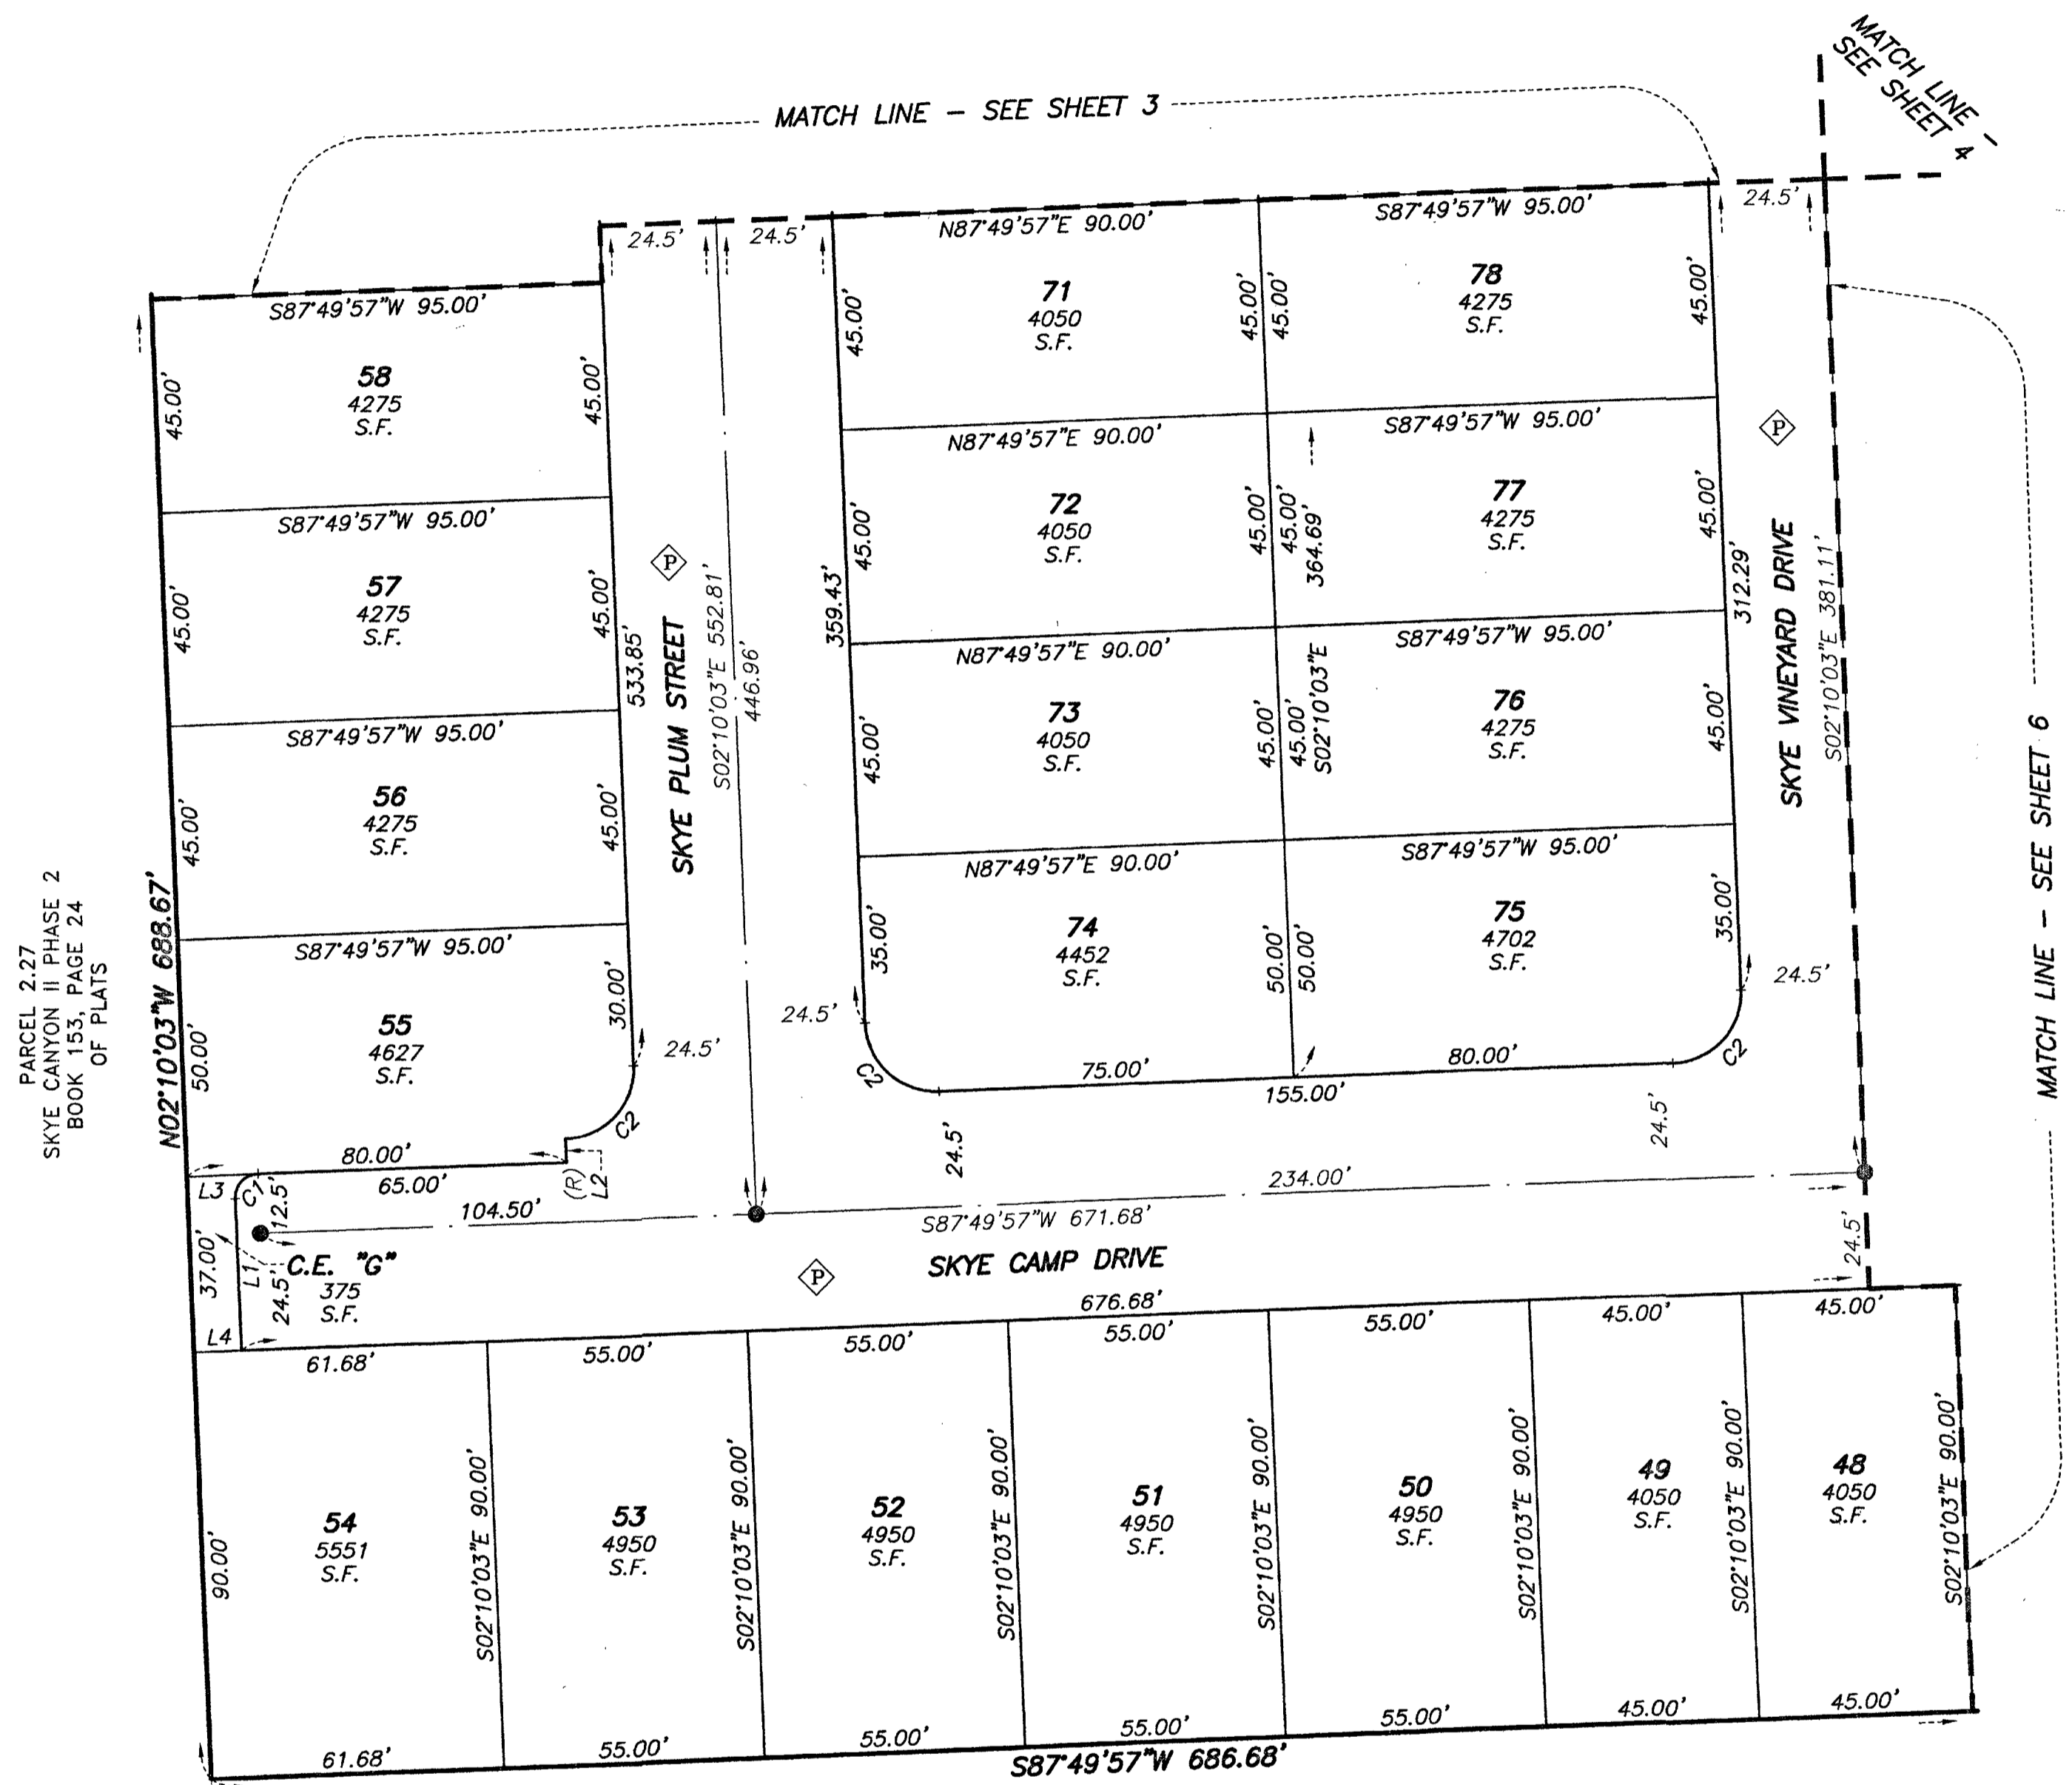 MATCH LINE – SEE SHEET 3
MATCH LINE –
SEE SHEET 4
24.5'
24.5'
24.5'
S87°49'57"W 95.00'
58
4275
S.F.
45.00'
45.00'
S87°49'57"W 95.00'
57
4275
S.F.
45.00'
45.00'
533.85'
S87°49'57"W 95.00'
56
4275
S.F.
45.00'
45.00'
S87°49'57"W 95.00'
55
4627
S.F.
50.00'
30.00'
24.5'
C2
80.00'
N02°10'03"W 688.67'
PARCEL 2.27
SKYE CANYON II PHASE 2
BOOK 153, PAGE 24
OF PLATS
P
SKYE PLUM STREET
S02°10'03"E 552.81'
446.96'
N87°49'57"E 90.00'
71
4050
S.F.
45.00'
45.00'
45.00'
S87°49'57"W 95.00'
78
4275
S.F.
45.00'
N87°49'57"E 90.00'
72
4050
S.F.
45.00'
45.00'
45.00'
364.69'
S87°49'57"W 95.00'
77
4275
S.F.
45.00'
359.43'
312.29'
N87°49'57"E 90.00'
73
4050
S.F.
45.00'
45.00'
45.00'
S02°10'03"E
S87°49'57"W 95.00'
76
4275
S.F.
45.00'
N87°49'57"E 90.00'
74
4452
S.F.
35.00'
50.00'
50.00'
S87°49'57"W 95.00'
75
4702
S.F.
35.00'
24.5'
24.5'
C2
75.00'
80.00'
C2
155.00'
P
SKYE VINEYARD DRIVE
S02°10'03"E 381.11'
MATCH LINE – SEE SHEET 6
24.5'
24.5'
L3
C1
12.5'
65.00'
(R)
L2
104.50'
234.00'
S87°49'57"W 671.68'
37.00'
L1
C.E. "G"
375
S.F.
24.5'
L4
P
SKYE CAMP DRIVE
24.5'
676.68'
61.68'
55.00'
55.00'
55.00'
55.00'
45.00'
45.00'
90.00'
54
5551
S.F.
S02°10'03"E 90.00'
53
4950
S.F.
S02°10'03"E 90.00'
52
4950
S.F.
S02°10'03"E 90.00'
51
4950
S.F.
S02°10'03"E 90.00'
50
4950
S.F.
S02°10'03"E 90.00'
49
4050
S.F.
S02°10'03"E 90.00'
48
4050
S.F.
S02°10'03"E 90.00'
61.68'
55.00'
55.00'
55.00'
55.00'
45.00'
45.00'
S87°49'57"W 686.68'